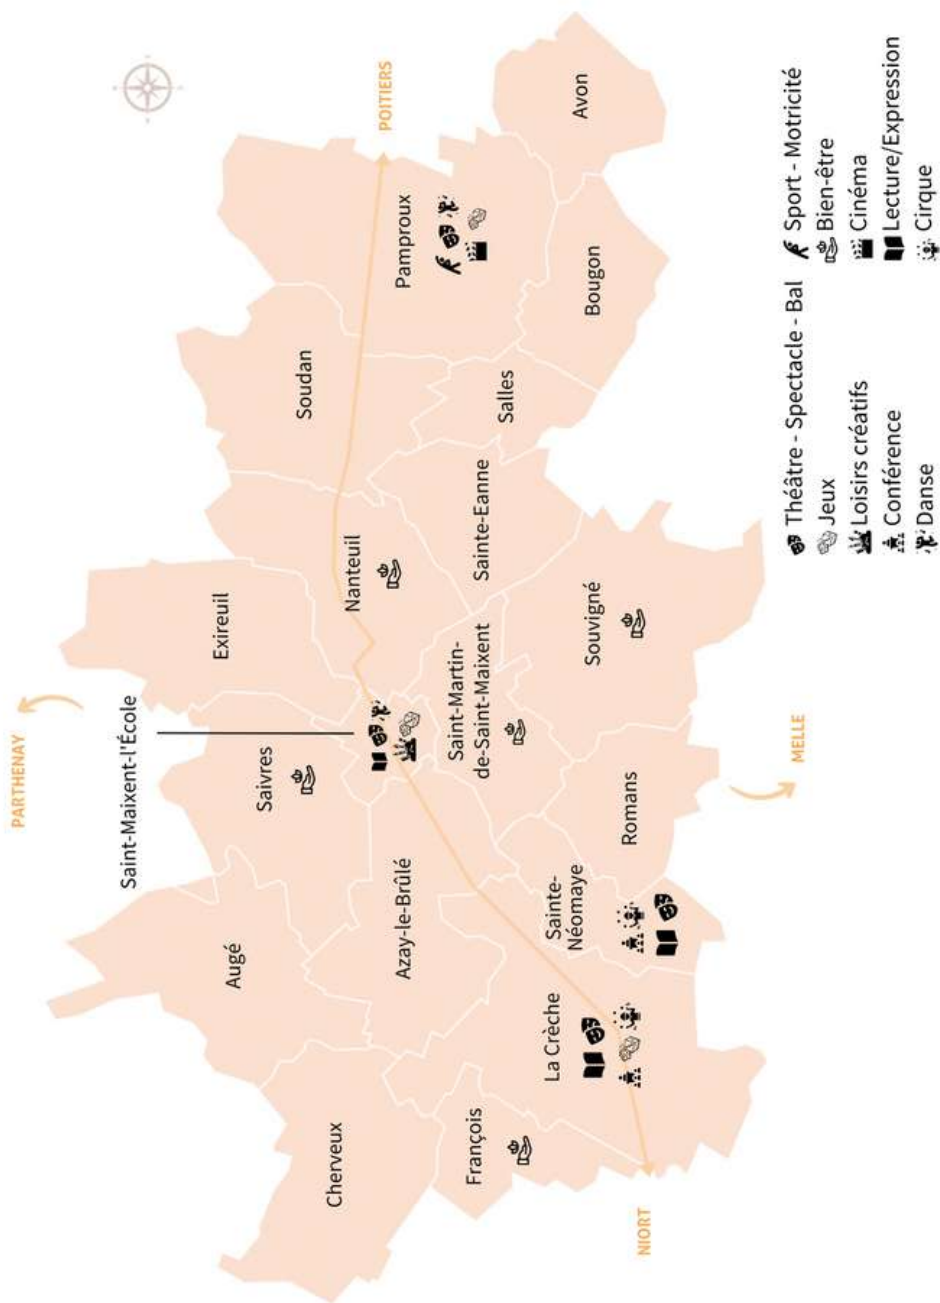 PARTHENAY
Saint-Maixent-l'École
Exireuil
Soudan
POITIERS
Augé
Saivres
Nanteuil
Pamproux
Cherveux
Azay-le-Brûlé
François
Saint-Martin-
de-Saint-Maixent
Sainte-Eanne
Salles
Avon
La Crèche
Sainte-
Néomaye
Souvigné
Bougon
Romans
NIORT
MELLE
Théâtre - Spectacle - Bal
Jeux
Loisirs créatifs
Conférence
Danse
Sport - Motricité
Bien-être
Cinéma
Lecture/Expression
Cirque